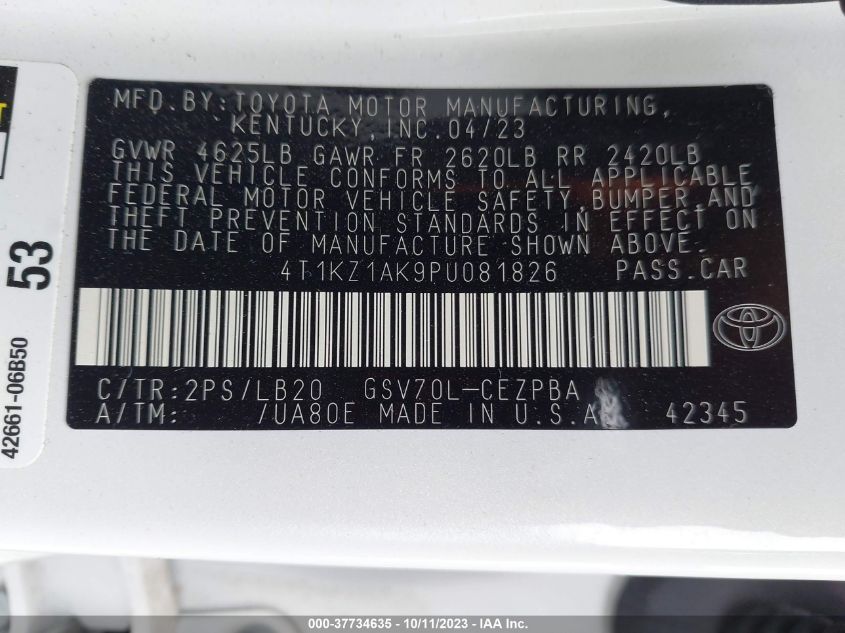 MFD.BY:TOYOTA MOTOR MANUFACTURING,
KENTUCKY,INC.04/23
GVWR 4625LB GAWR FR 2620LB RR 2420LB
THIS VEHICLE CONFORMS TO ALL APPLICABLE
FEDERAL MOTOR VEHICLE SAFETY,BUMPER,AND
THEFT PREVENTION STANDARDS IN EFFECT ON
THE DATE OF MANUFACTURE SHOWN ABOVE.
4T1KZ1AK9PU081826 PASS.CAR
C/TR:2PS/LB20 GSV70L-CEZPBA
A/TM: /UA80E MADE IN U.S.A 42345
53
42661-06B50
000-37734635 - 10/11/2023 - IAA Inc.